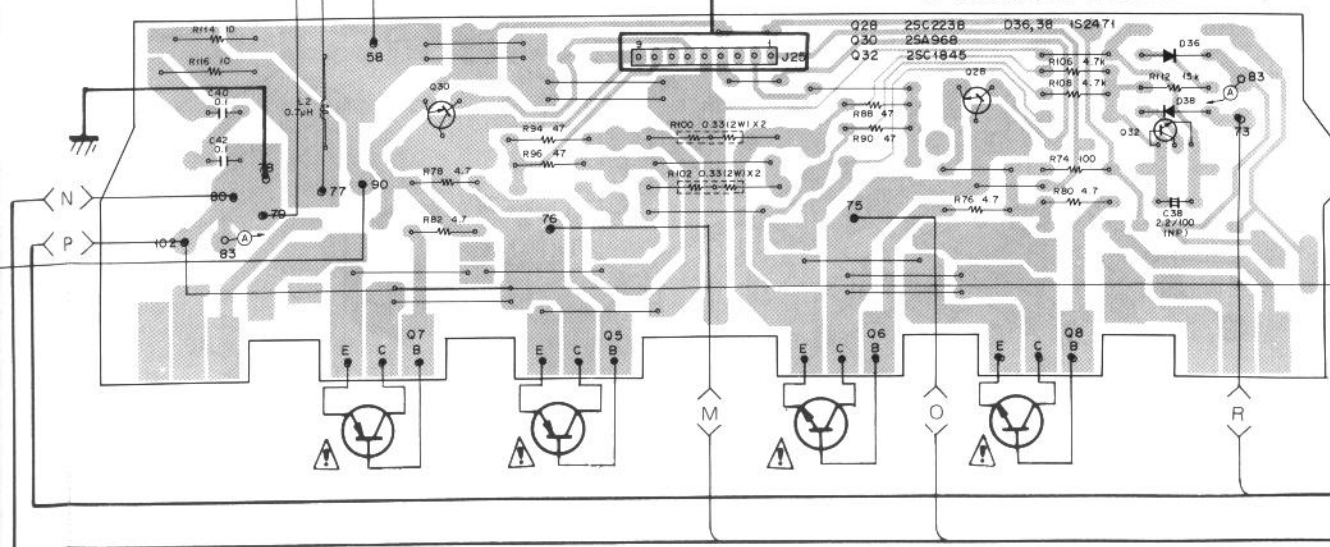 Q28 2SC2238 D36,38 1S2471
Q30 2SA968
Q32 2SC1845
R114 10
R116 10
58
9 1
J25
D36
R106 4.7k
R108 4.7k
R112 15k
83
A
D38
Q32
73
C40
0.1
L2
0.7μH
Q30
Q28
R94 47
R96 47
R100 0.33(2W)X2
R88 47
R90 47
C42
0.1
78
R74 100
N
80
77
90
R78 4.7
R102 0.33(2W)X2
R76 4.7
R80 4.7
C38
2.2/100
(NP)
79
P
102
83
A
R82 4.7
76
75
Q7
E C B
Q5
E C B
Q6
E C B
Q8
E C B
M
O
R